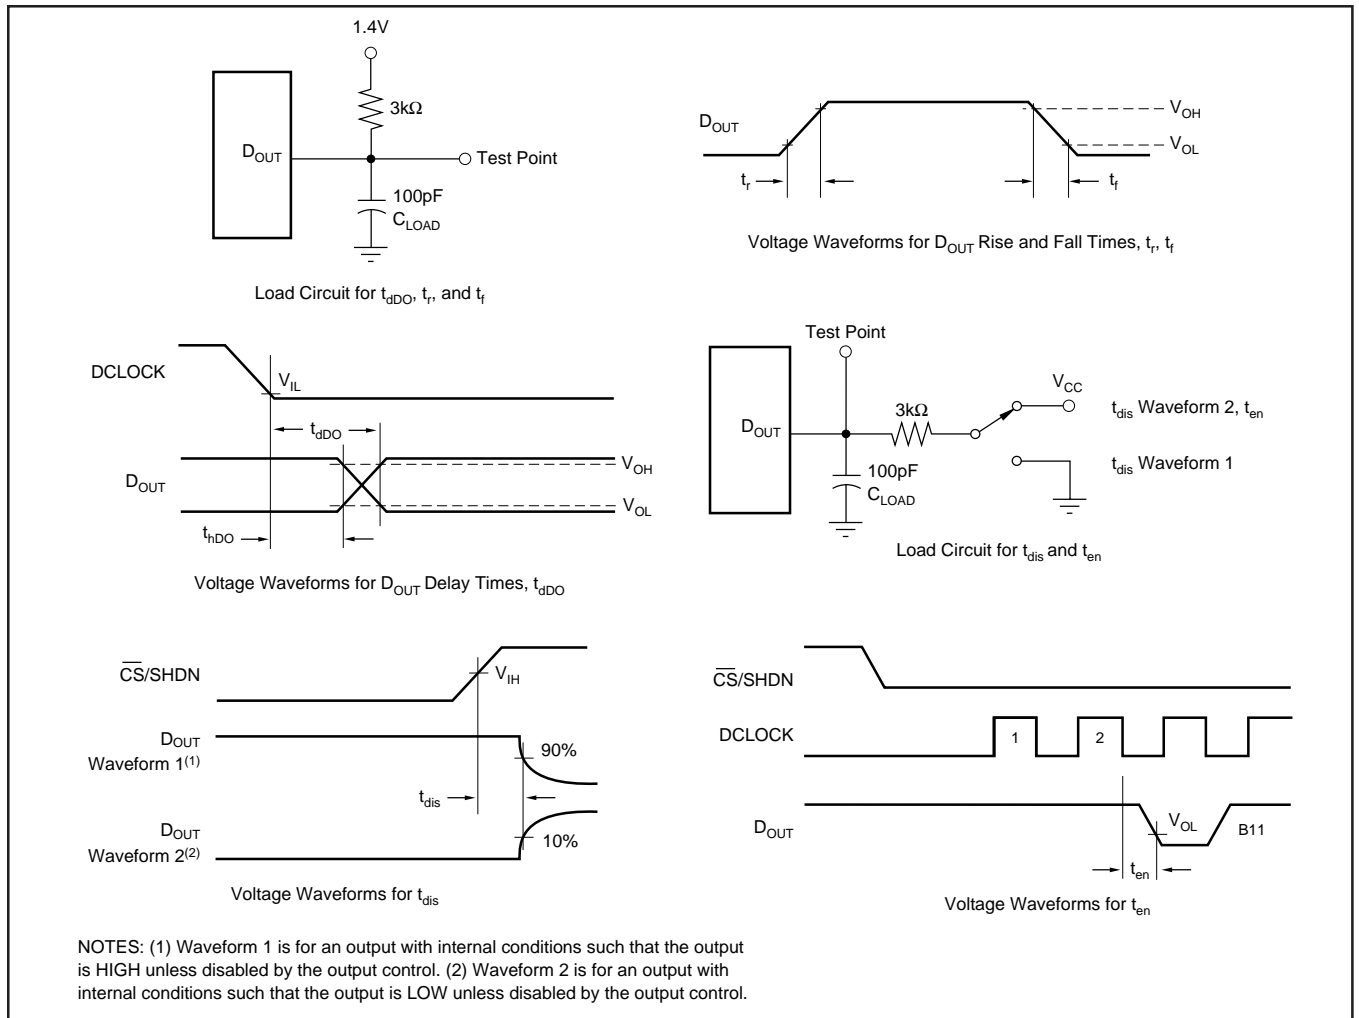 1.4V
3kΩ
DOUT
Test Point
100pF
CLOAD
Load Circuit for tdDO, tr, and tf
DOUT
VOH
VOL
tr
tf
Voltage Waveforms for DOUT Rise and Fall Times, tr, tf
DCLOCK
VIL
tdDO
DOUT
VOH
VOL
thDO
Voltage Waveforms for DOUT Delay Times, tdDO
Test Point
VCC
3kΩ
tdis Waveform 2, ten
DOUT
tdis Waveform 1
100pF
CLOAD
Load Circuit for tdis and ten
C̅S̅/SHDN
VIH
DOUT
Waveform 1(1)
90%
tdis
DOUT
Waveform 2(2)
10%
Voltage Waveforms for tdis
C̅S̅/SHDN
DCLOCK
1
2
DOUT
VOL
B11
ten
Voltage Waveforms for ten
NOTES: (1) Waveform 1 is for an output with internal conditions such that the output
is HIGH unless disabled by the output control. (2) Waveform 2 is for an output with
internal conditions such that the output is LOW unless disabled by the output control.